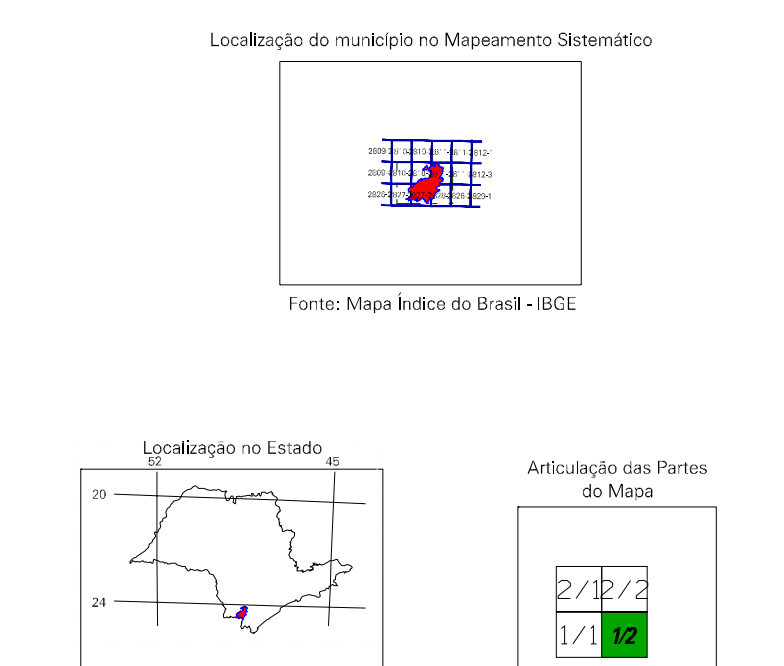 Localização do município no Mapeamento Sistemático
Fonte: Mapa Índice do Brasil - IBGE
Localização no Estado
52 45
20
24
Articulação das Partes
do Mapa
2/1 2/2
1/1 1/2